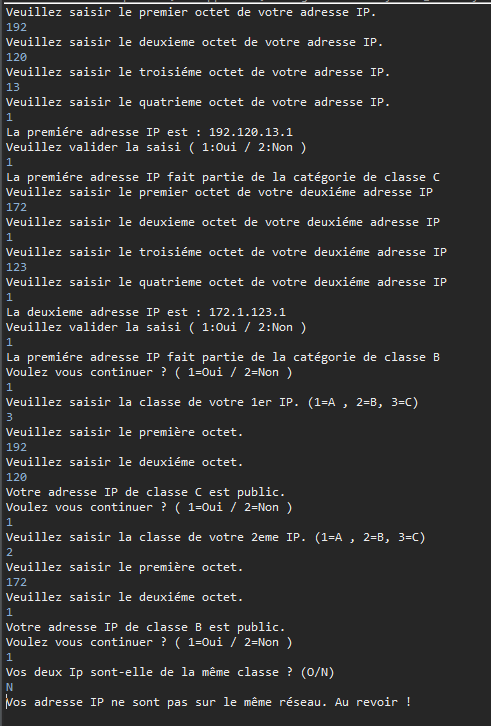 Veuillez saisir le premier octet de votre adresse IP.
192
Veuillez saisir le deuxieme octet de votre adresse IP.
120
Veuillez saisir le troisiéme octet de votre adresse IP.
13
Veuillez saisir le quatrieme octet de votre adresse IP.
1
La premiére adresse IP est : 192.120.13.1
Veuillez valider la saisi ( 1:Oui / 2:Non )
1
La premiére adresse IP fait partie de la catégorie de classe C
Veuillez saisir le premier octet de votre deuxiéme adresse IP
172
Veuillez saisir le deuxieme octet de votre deuxiéme adresse IP
1
Veuillez saisir le troisiéme octet de votre deuxiéme adresse IP
123
Veuillez saisir le quatrieme octet de votre deuxiéme adresse IP
1
La deuxieme adresse IP est : 172.1.123.1
Veuillez valider la saisi ( 1:Oui / 2:Non )
1
La premiére adresse IP fait partie de la catégorie de classe B
Voulez vous continuer ? ( 1=Oui / 2=Non )
1
Veuillez saisir la classe de votre 1er IP. (1=A , 2=B, 3=C)
3
Veuillez saisir le première octet.
192
Veuillez saisir le deuxiéme octet.
120
Votre adresse IP de classe C est public.
Voulez vous continuer ? ( 1=Oui / 2=Non )
1
Veuillez saisir la classe de votre 2eme IP. (1=A , 2=B, 3=C)
2
Veuillez saisir le première octet.
172
Veuillez saisir le deuxiéme octet.
1
Votre adresse IP de classe B est public.
Voulez vous continuer ? ( 1=Oui / 2=Non )
1
Vos deux Ip sont-elle de la même classe ? (O/N)
N
Vos adresse IP ne sont pas sur le même réseau. Au revoir !